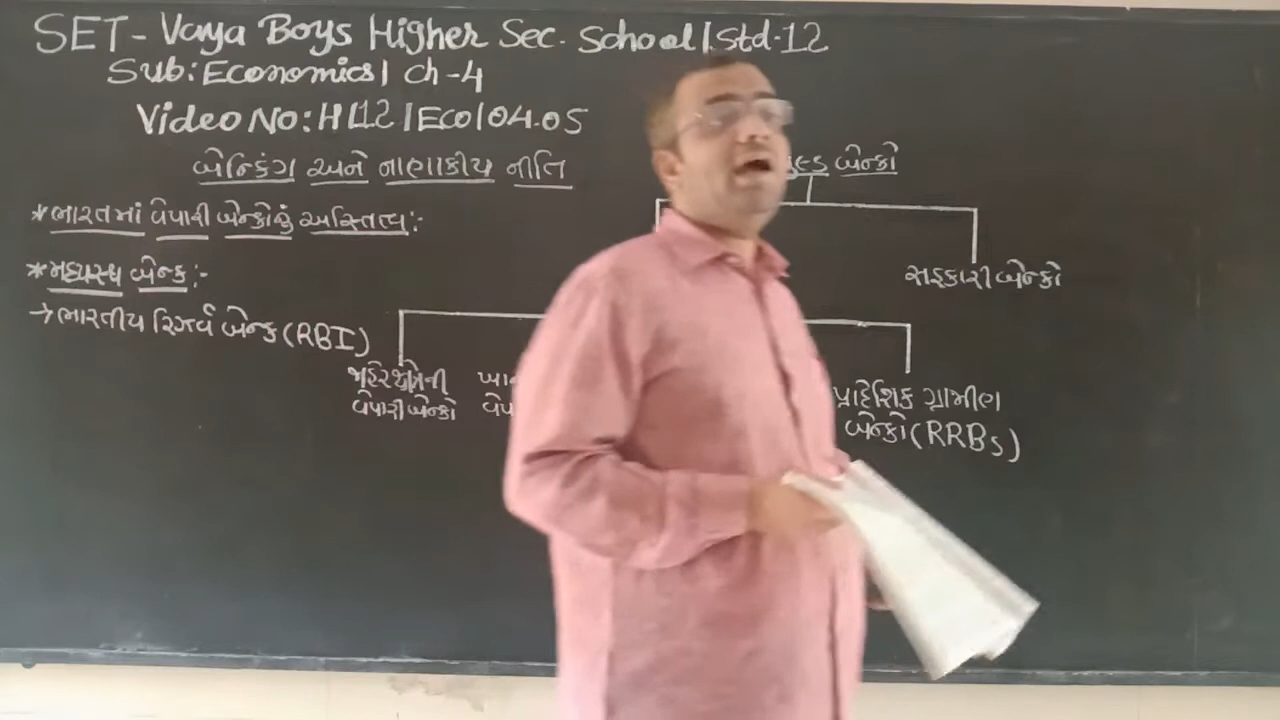 SET- Vaya Boys Higher Sec. School | Std-12
Sub: Economics | Ch-4
Video No: H|12|Eco|04.05
બેન્કિંગ અને નાણાકીય નીતિ
બેન્કો
*ભારતમાં વેપારી બેન્કોનું અસ્તિત્વ:-
સહકારી બેન્કો
*મધ્યસ્થ બેન્ક:-
→ભારતીય રિઝર્વ બેન્ક(RBI)
જાહેરક્ષેત્રની
વેપારી બેન્કો
પ્રાદેશિક ગ્રામીણ
બેન્કો(RRBs)